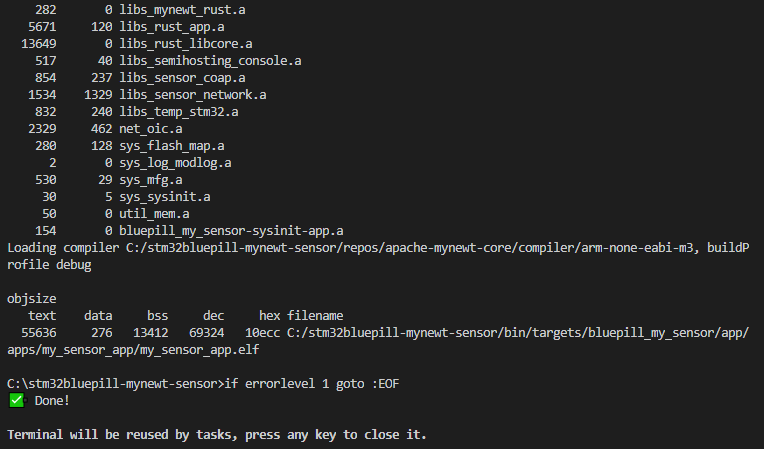 282 0 libs_mynewt_rust.a
5671 120 libs_rust_app.a
13649 0 libs_rust_libcore.a
517 40 libs_semihosting_console.a
854 237 libs_sensor_coap.a
1534 1329 libs_sensor_network.a
832 240 libs_temp_stm32.a
2329 462 net_oic.a
280 128 sys_flash_map.a
2 0 sys_log_modlog.a
530 29 sys_mfg.a
30 5 sys_sysinit.a
50 0 util_mem.a
154 0 bluepill_my_sensor-sysinit-app.a
Loading compiler C:/stm32bluepill-mynewt-sensor/repos/apache-mynewt-core/compiler/arm-none-eabi-m3, buildP
rofile debug
objsize
text data bss dec hex filename
55636 276 13412 69324 10ecc C:/stm32bluepill-mynewt-sensor/bin/targets/bluepill_my_sensor/app/
apps/my_sensor_app/my_sensor_app.elf
C:\stm32bluepill-mynewt-sensor>if errorlevel 1 goto :EOF
✅ Done!
Terminal will be reused by tasks, press any key to close it.